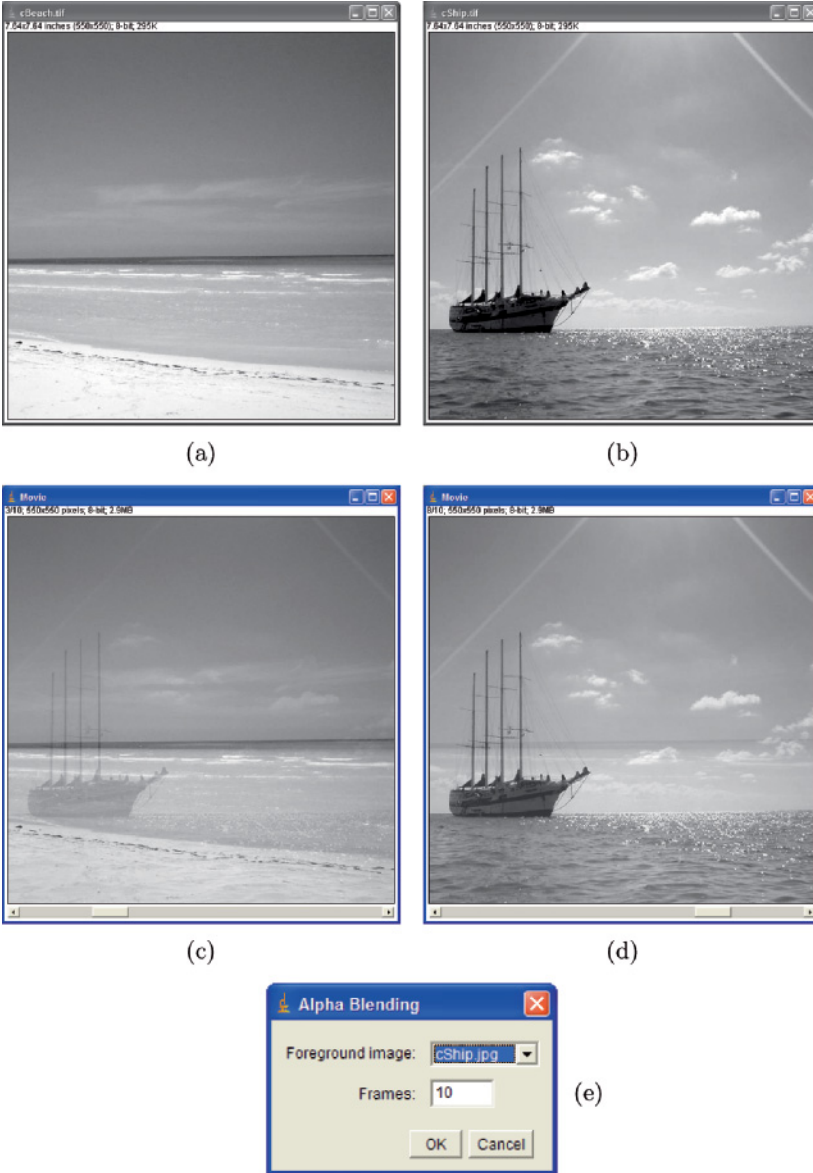 cBeach.tif
7.64x7.64 inches (550x550); 8-bit; 295K
cShip.tif
7.64x7.64 inches (550x550); 8-bit; 295K
(a)
(b)
Movie
3/10; 550x550 pixels; 8-bit; 2.9MB
Movie
8/10; 550x550 pixels; 8-bit; 2.9MB
(c)
(d)
Alpha Blending
Foreground image: cShip.jpg
Frames: 10
(e)
OK Cancel